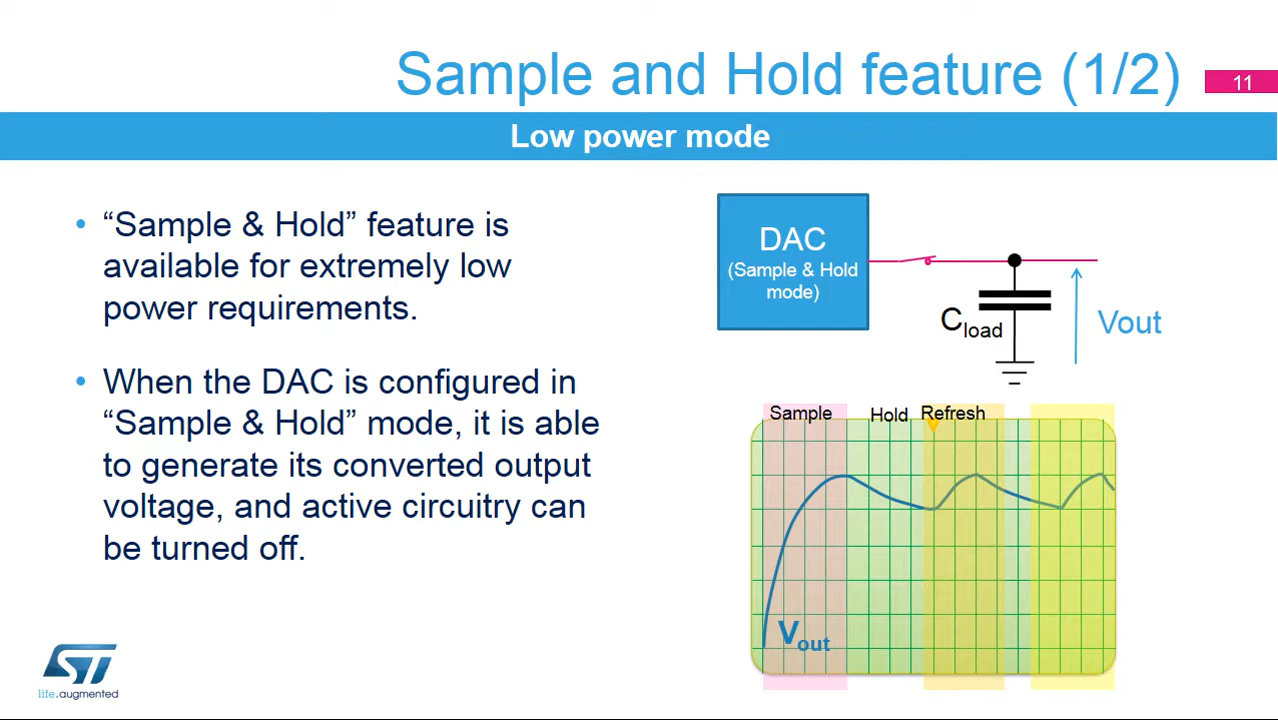 Sample and Hold feature (1/2)
11
Low power mode
• “Sample & Hold” feature is
available for extremely low
power requirements.
• When the DAC is configured in
“Sample & Hold” mode, it is able
to generate its converted output
voltage, and active circuitry can
be turned off.
DAC
(Sample & Hold
mode)
Cload
Vout
Sample
Hold
Refresh
Vout
ST
life.augmented